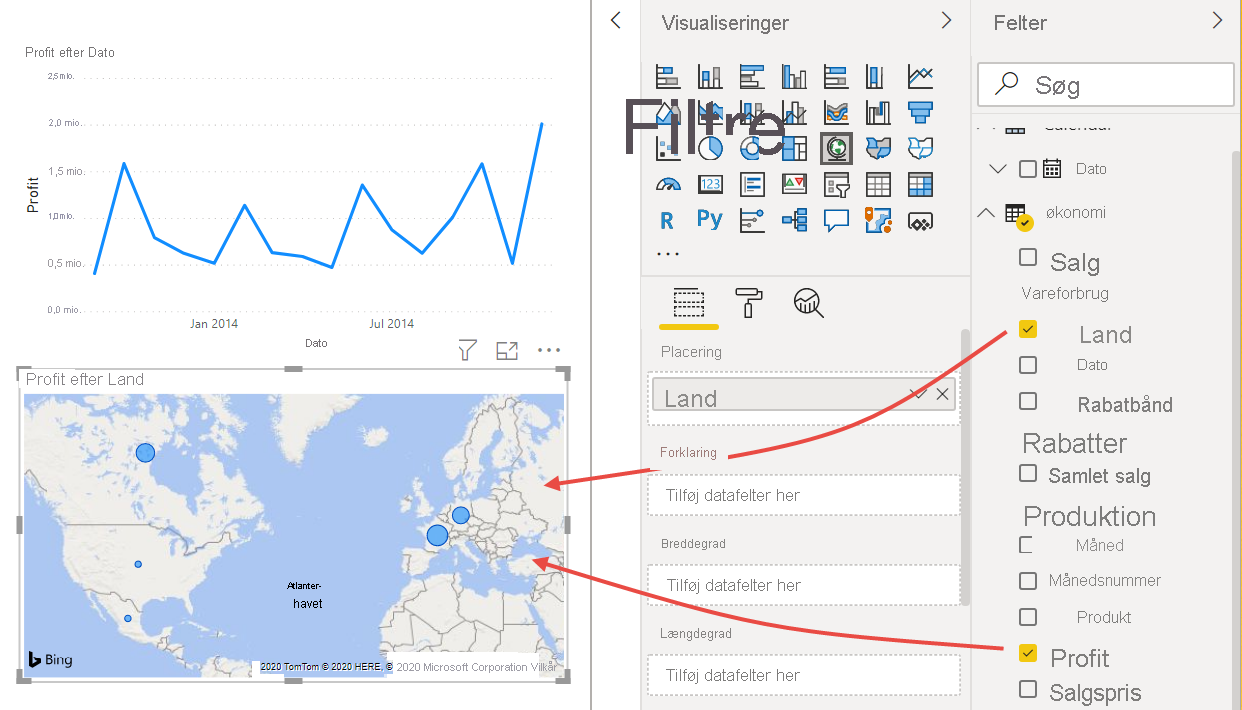 Profit efter Dato
2,5 mio.
2,0 mio.
1,5 mio.
1,0 mio.
0,5 mio.
0,0 mio.
Profit
Jan 2014
Jul 2014
Dato
Profit efter Land
Atlanter-
havet
Bing
2020 TomTom © 2020 HERE, © 2020 Microsoft Corporation Vilkår
Filtre
Visualiseringer
123
R
Py
Placering
Land
Forklaring
Tilføj datafelter her
Breddegrad
Tilføj datafelter her
Længdegrad
Tilføj datafelter her
Felter
Søg
Calendar
Dato
økonomi
Salg
Vareforbrug
Land
Dato
Rabatbånd
Rabatter
Samlet salg
Produktion
Måned
Månedsnummer
Produkt
Profit
Salgspris